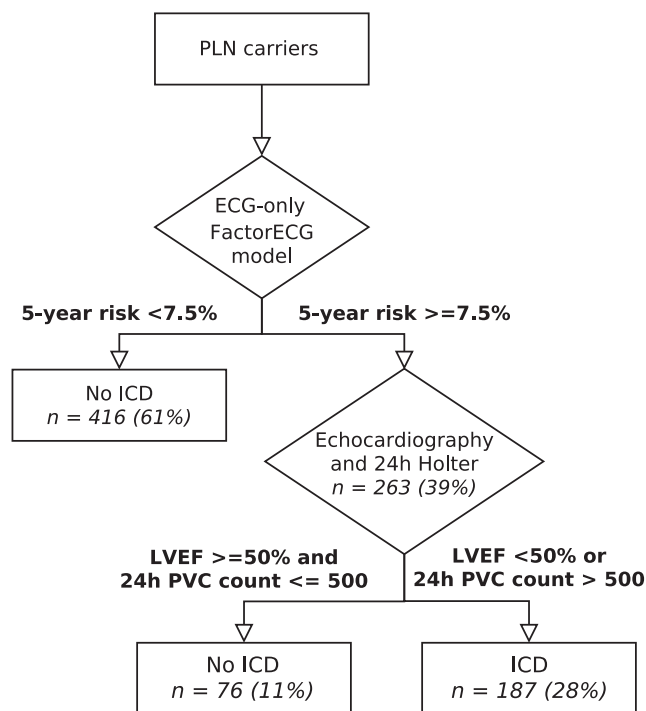 PLN carriers
ECG-only
FactorECG
model
5-year risk <7.5%
5-year risk >=7.5%
No ICD
n = 416 (61%)
Echocardiography
and 24h Holter
n = 263 (39%)
LVEF >=50% and
24h PVC count <= 500
LVEF <50% or
24h PVC count > 500
No ICD
n = 76 (11%)
ICD
n = 187 (28%)